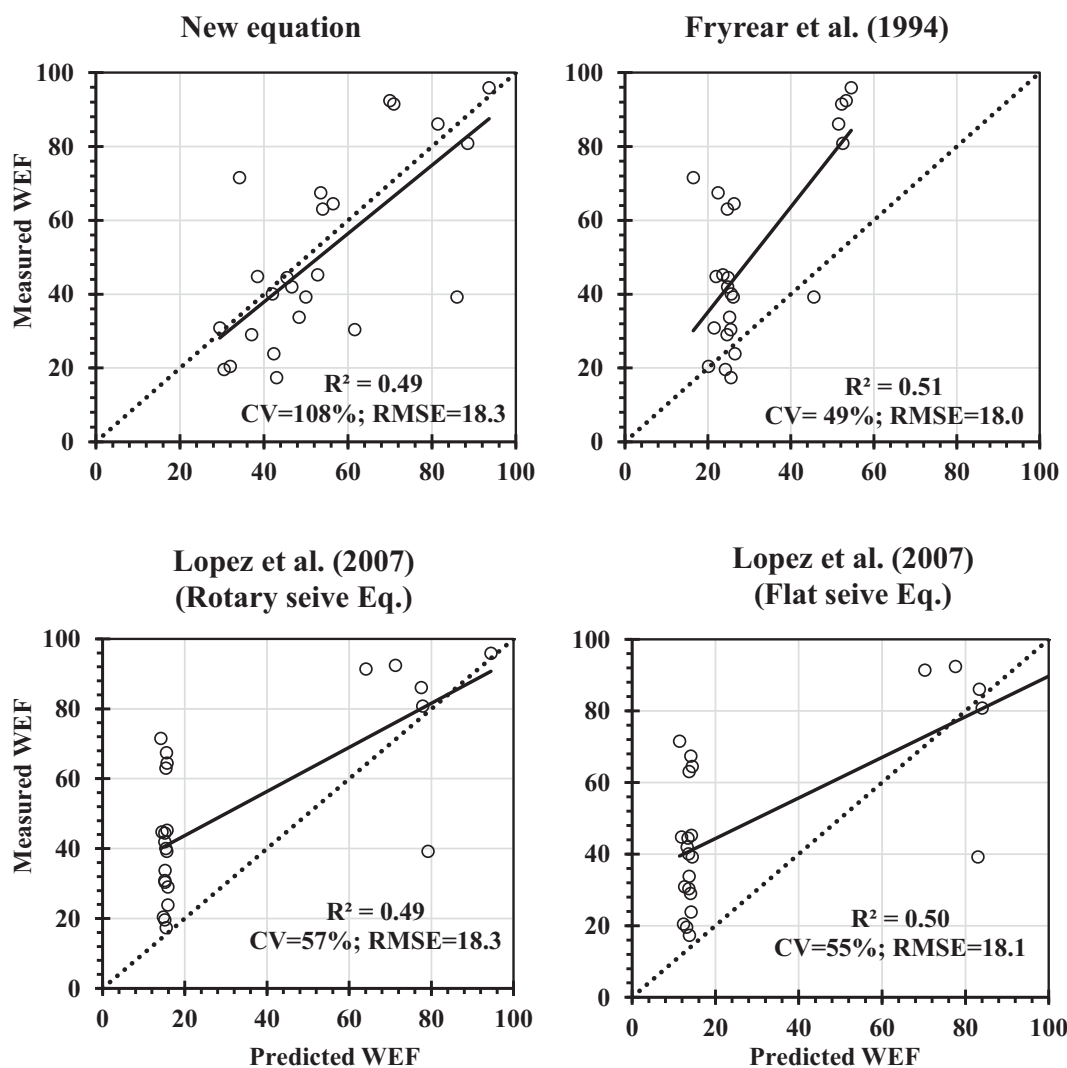 New equation
Fryrear et al. (1994)
100
80
60
40
20
0
Measured WEF
R² = 0.49
CV=108%; RMSE=18.3
0 20 40 60 80 100
100
80
60
40
20
0
R² = 0.51
CV= 49%; RMSE=18.0
0 20 40 60 80 100
Lopez et al. (2007)
(Rotary seive Eq.)
Lopez et al. (2007)
(Flat seive Eq.)
100
80
60
40
20
0
Measured WEF
R² = 0.49
CV=57%; RMSE=18.3
0 20 40 60 80 100
Predicted WEF
100
80
60
40
20
0
R² = 0.50
CV=55%; RMSE=18.1
0 20 40 60 80 100
Predicted WEF